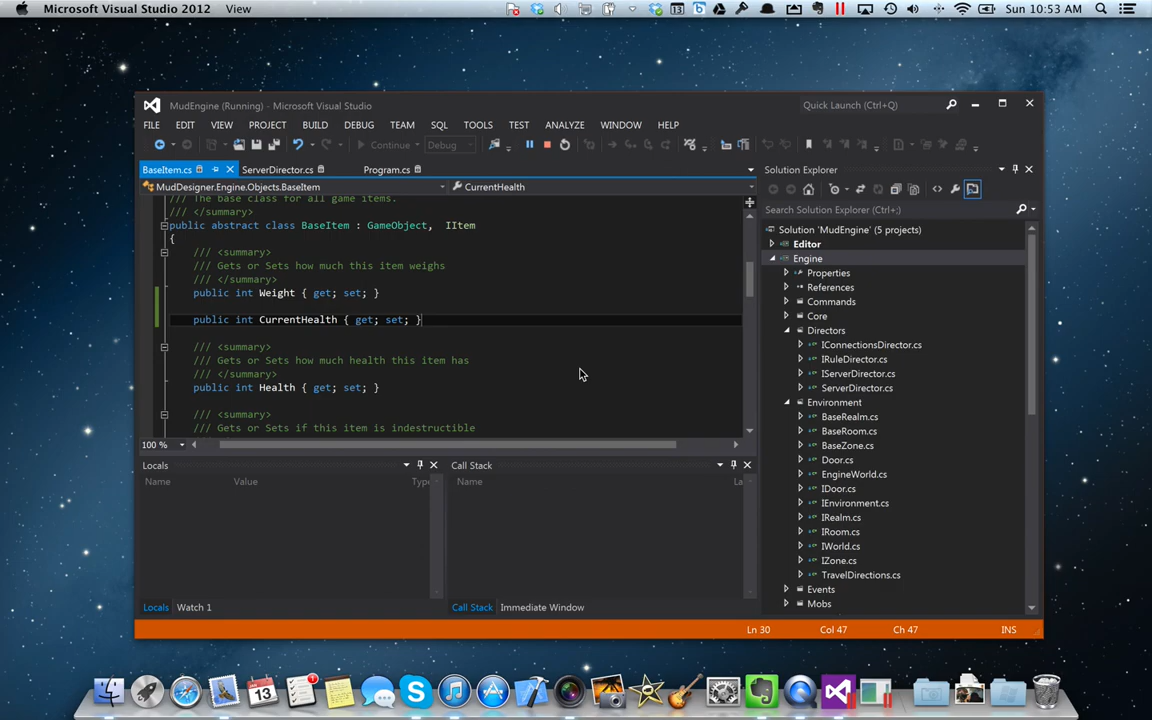 Microsoft Visual Studio 2012 View
Sun 10:53 AM
MudEngine (Running) - Microsoft Visual Studio
Quick Launch (Ctrl+Q)
FILE EDIT VIEW PROJECT BUILD DEBUG TEAM SQL TOOLS TEST ANALYZE WINDOW HELP
Continue Debug
BaseItem.cs ServerDirector.cs Program.cs
MudDesigner.Engine.Objects.BaseItem CurrentHealth
/// The base class for all game items.
/// </summary>
public abstract class BaseItem : GameObject, IItem
{
/// <summary>
/// Gets or Sets how much this item weighs
/// </summary>
public int Weight { get; set; }
public int CurrentHealth { get; set; }
/// <summary>
/// Gets or Sets how much health this item has
/// </summary>
public int Health { get; set; }
/// <summary>
/// Gets or Sets if this item is indestructible
100 %
Locals
Name Value Type
Locals Watch 1
Call Stack
Name La
Call Stack Immediate Window
Solution Explorer
Search Solution Explorer (Ctrl+;)
Solution 'MudEngine' (5 projects)
Editor
Engine
Properties
References
Commands
Core
Directors
IConnectionsDirector.cs
IRuleDirector.cs
IServerDirector.cs
ServerDirector.cs
Environment
BaseRealm.cs
BaseRoom.cs
BaseZone.cs
Door.cs
EngineWorld.cs
IDoor.cs
IEnvironment.cs
IRealm.cs
IRoom.cs
IWorld.cs
IZone.cs
TravelDirections.cs
Events
Mobs
Ln 30 Col 47 Ch 47 INS
13
1